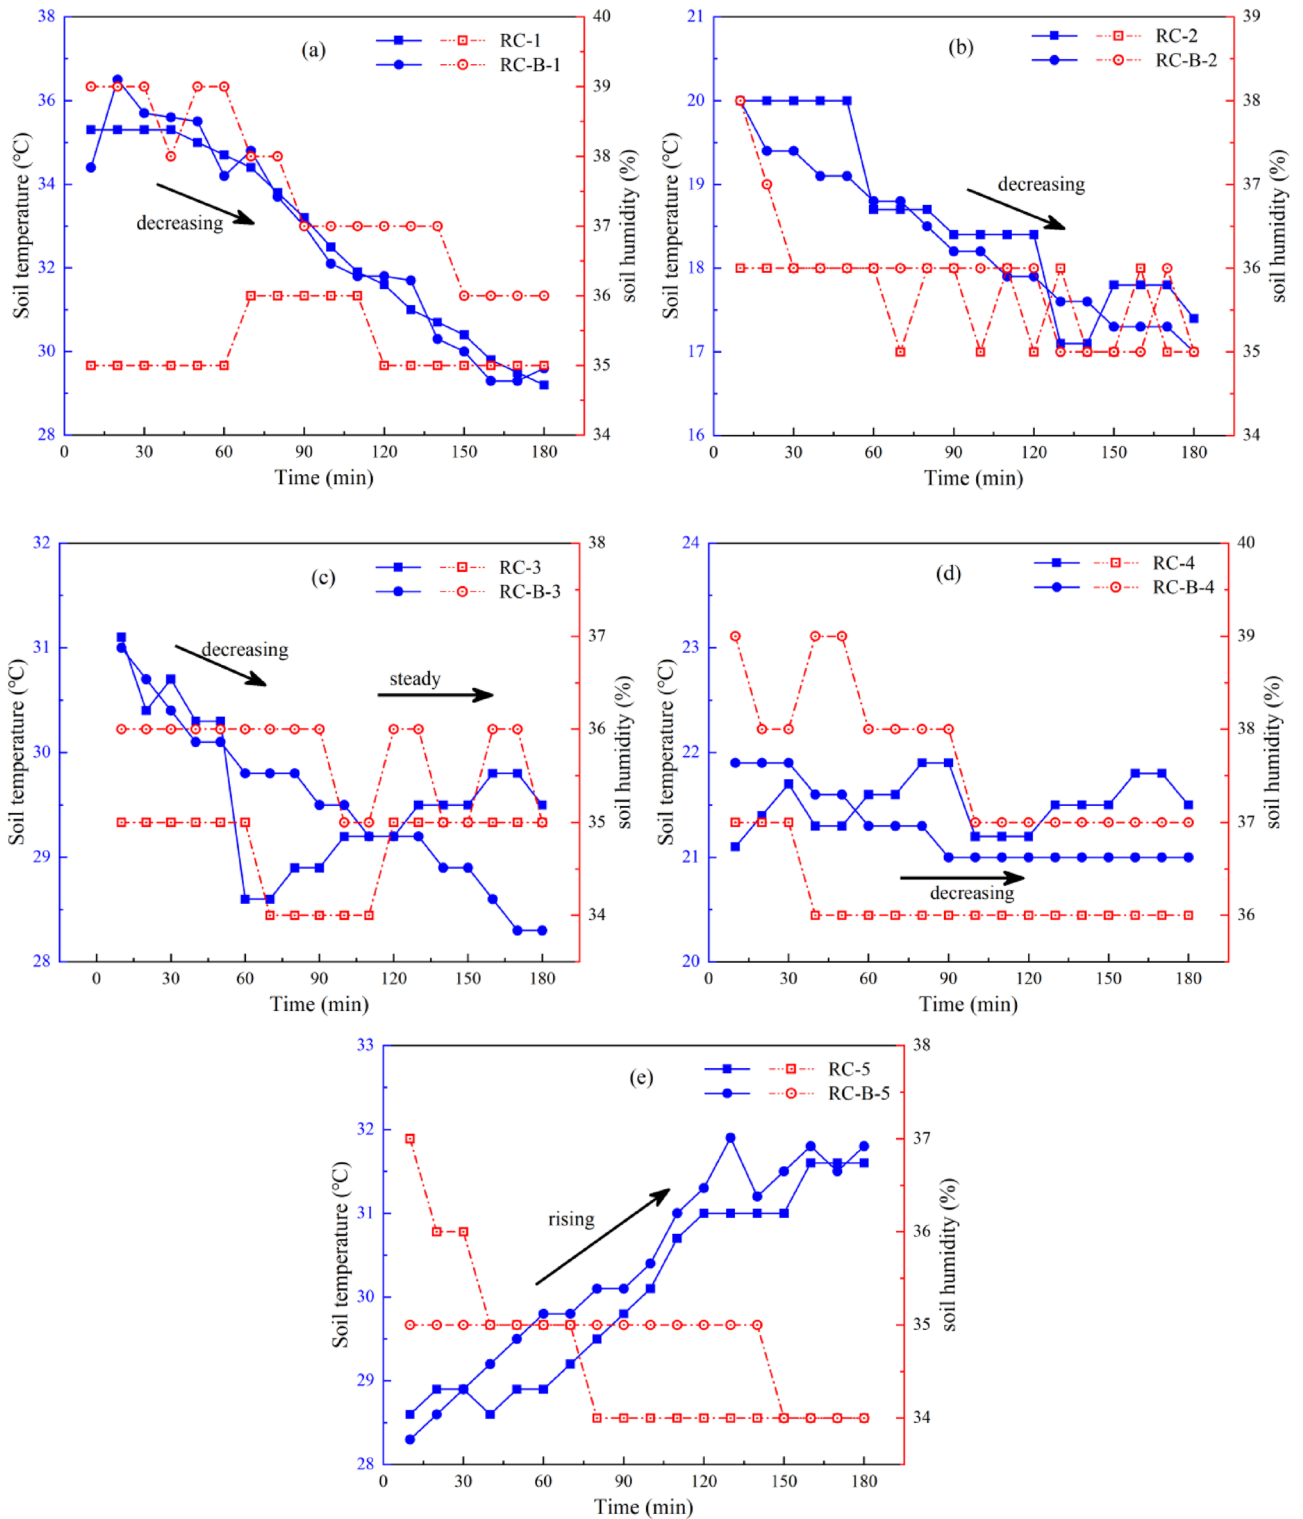 (a)
RC-1
RC-B-1
decreasing
Soil temperature (℃)
38
36
34
32
30
28
0 30 60 90 120 150 180
Time (min)
40
39
38
37
36
35
34
soil humidity (%)
(b)
RC-2
RC-B-2
decreasing
Soil temperature (℃)
21
20
19
18
17
16
0 30 60 90 120 150 180
Time (min)
39
38
37
36
35
34
soil humidity (%)
(c)
RC-3
RC-B-3
decreasing
steady
Soil temperature (℃)
32
31
30
29
28
0 30 60 90 120 150 180
Time (min)
38
37
36
35
34
soil humidity (%)
(d)
RC-4
RC-B-4
decreasing
Soil temperature (℃)
24
23
22
21
20
0 30 60 90 120 150 180
Time (min)
40
39
38
37
36
soil humidity (%)
(e)
RC-5
RC-B-5
rising
Soil temperature (℃)
33
32
31
30
29
28
0 30 60 90 120 150 180
Time (min)
38
37
36
35
34
soil humidity (%)